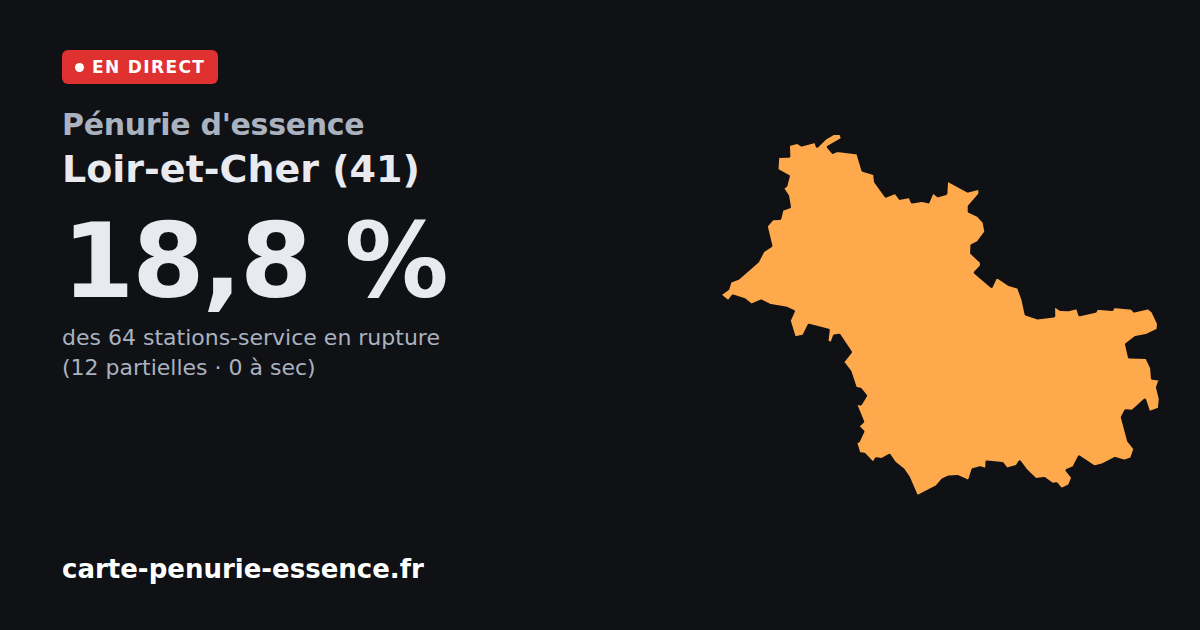 EN DIRECT
Pénurie d'essence
Loir-et-Cher (41)
18,8 %
des 64 stations-service en rupture
(12 partielles · 0 à sec)
carte-penurie-essence.fr